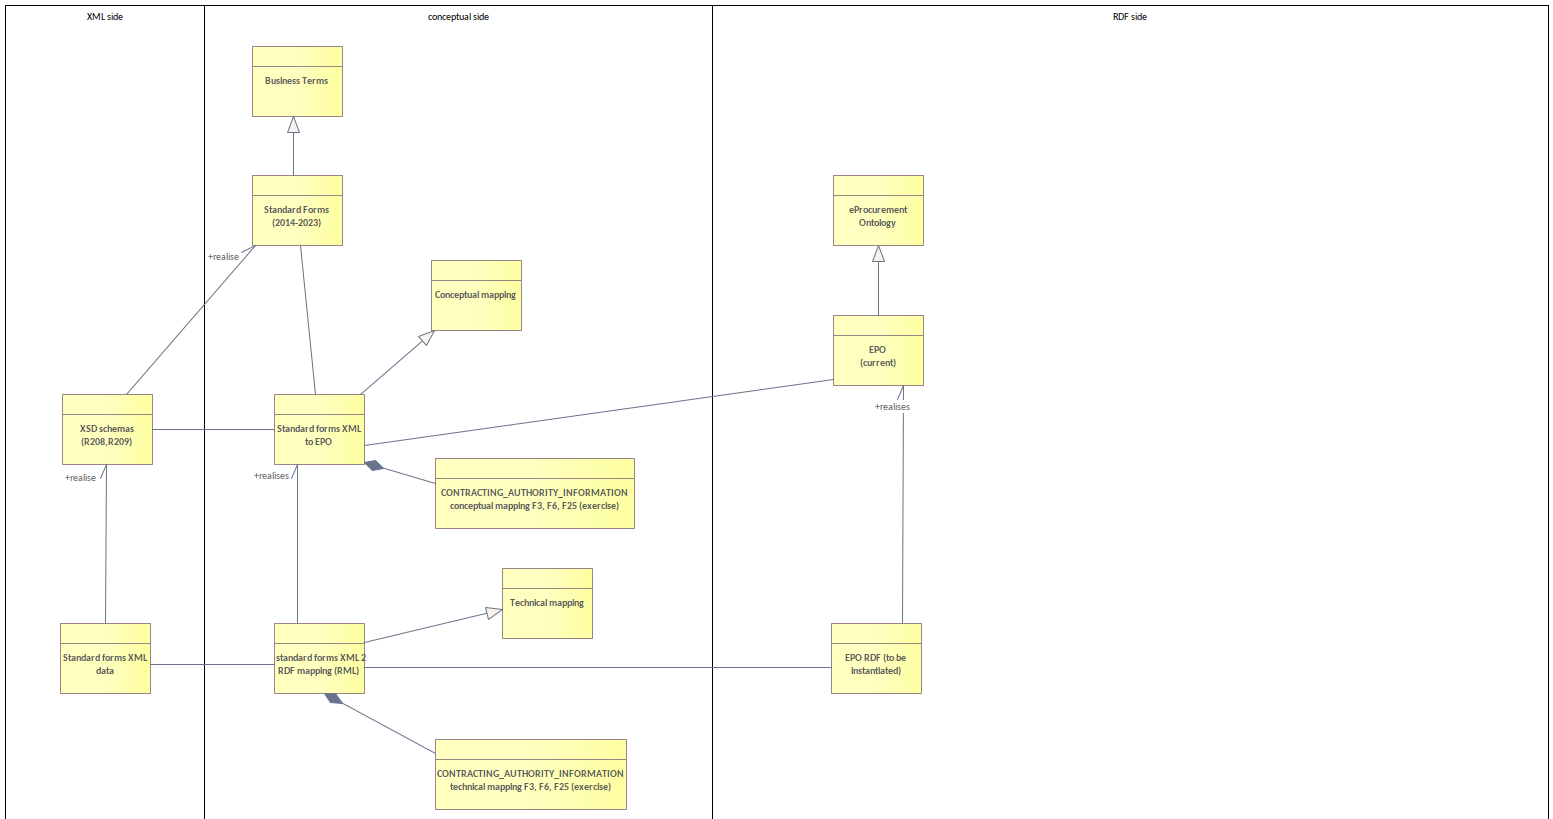 XML side
conceptual side
RDF side
Business Terms
Standard Forms
(2014-2023)
eProcurement
Ontology
+realise
Conceptual mapping
EPO
(current)
+realises
XSD schemas
(R208,R209)
Standard forms XML
to EPO
+realise
+realises
CONTRACTING_AUTHORITY_INFORMATION
conceptual mapping F3, F6, F25 (exercise)
Technical mapping
Standard forms XML
data
standard forms XML 2
RDF mapping (RML)
EPO RDF (to be
instantiated)
CONTRACTING_AUTHORITY_INFORMATION
technical mapping F3, F6, F25 (exercise)